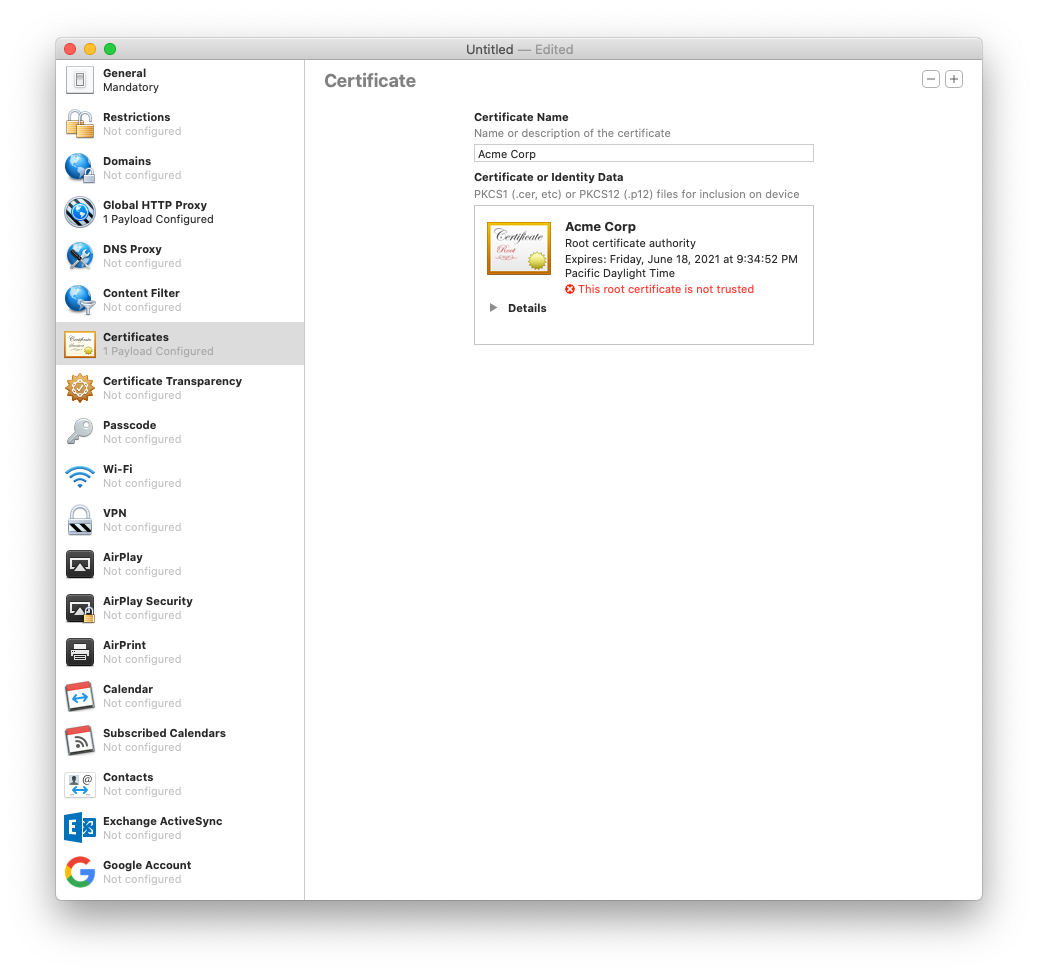 Untitled — Edited
General
Mandatory
Restrictions
Not configured
Domains
Not configured
Global HTTP Proxy
1 Payload Configured
DNS Proxy
Not configured
Content Filter
Not configured
Certificates
1 Payload Configured
Certificate Transparency
Not configured
Passcode
Not configured
Wi-Fi
Not configured
VPN
Not configured
AirPlay
Not configured
AirPlay Security
Not configured
AirPrint
Not configured
Calendar
Not configured
Subscribed Calendars
Not configured
Contacts
Not configured
Exchange ActiveSync
Not configured
Google Account
Not configured
Certificate
Certificate Name
Name or description of the certificate
Acme Corp
Certificate or Identity Data
PKCS1 (.cer, etc) or PKCS12 (.p12) files for inclusion on device
Certificate
Root
Acme Corp
Root certificate authority
Expires: Friday, June 18, 2021 at 9:34:52 PM
Pacific Daylight Time
This root certificate is not trusted
Details